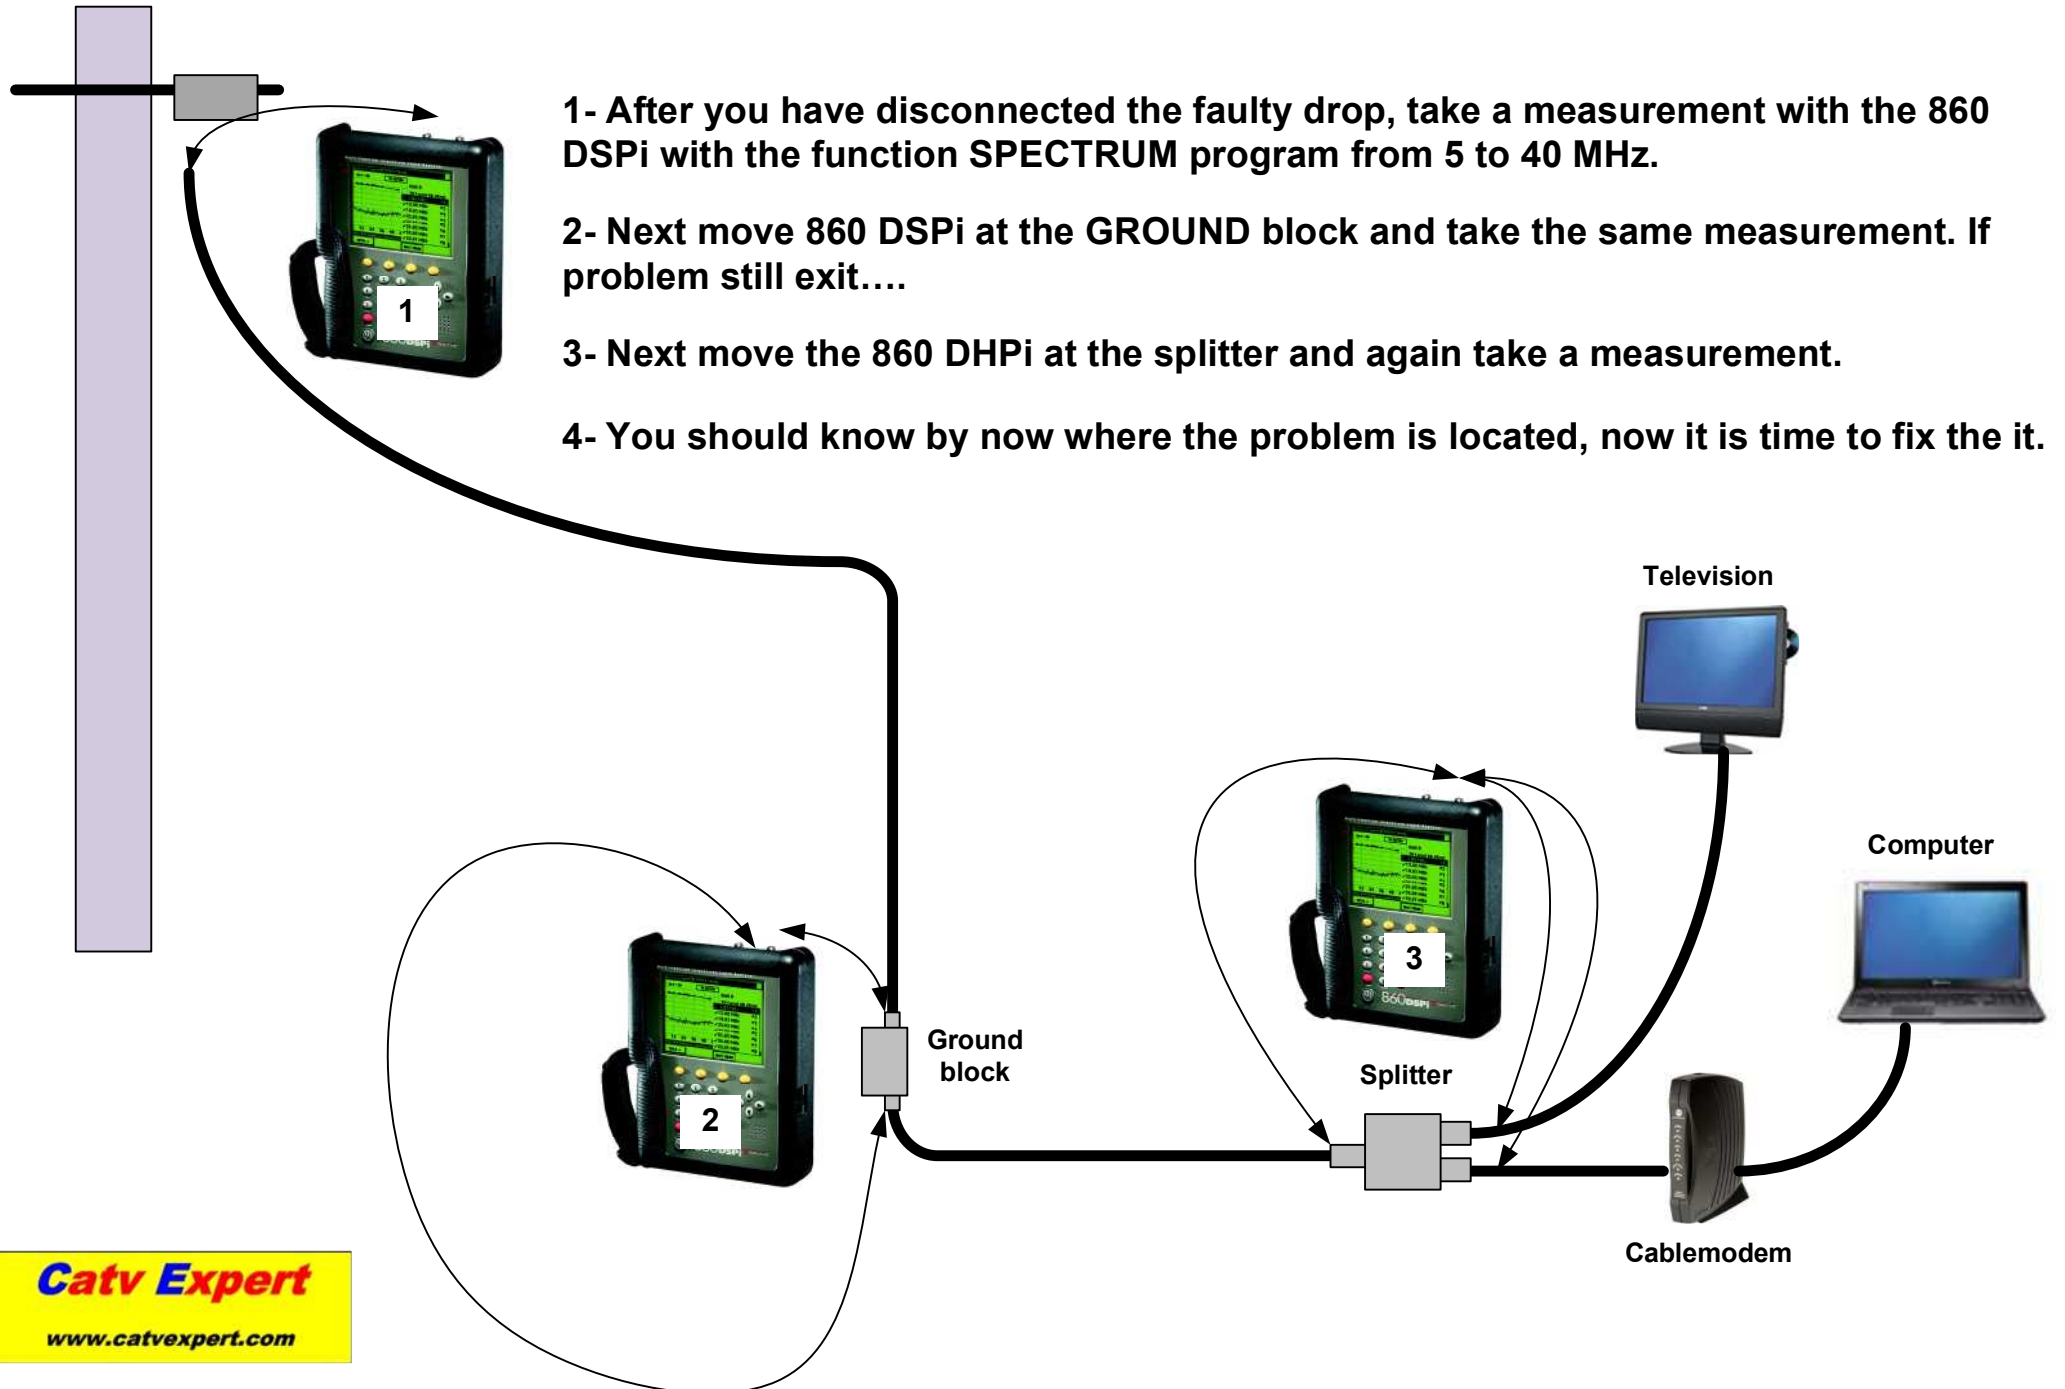 1- After you have disconnected the faulty drop, take a measurement with the 860
DSPi with the function SPECTRUM program from 5 to 40 MHz.
2- Next move 860 DSPi at the GROUND block and take the same measurement. If
problem still exit....
3- Next move the 860 DHPi at the splitter and again take a measurement.
4- You should know by now where the problem is located, now it is time to fix the it.
1
Television
Computer
3
860DSPi
Ground
block
Splitter
2
Cablemodem
Catv Expert
www.catvexpert.com